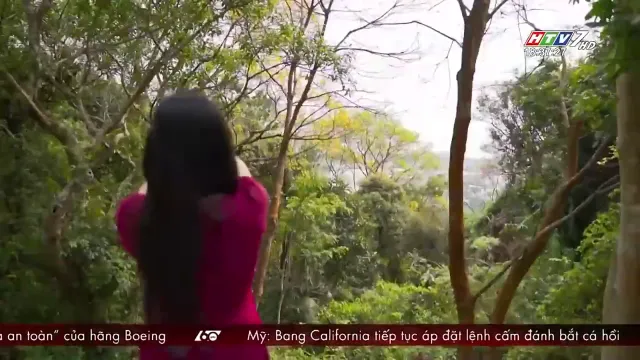 HTV7 HD
a an toàn" của hãng Boeing 60 Mỹ: Bang California tiếp tục áp đặt lệnh cấm đánh bắt cá hồi